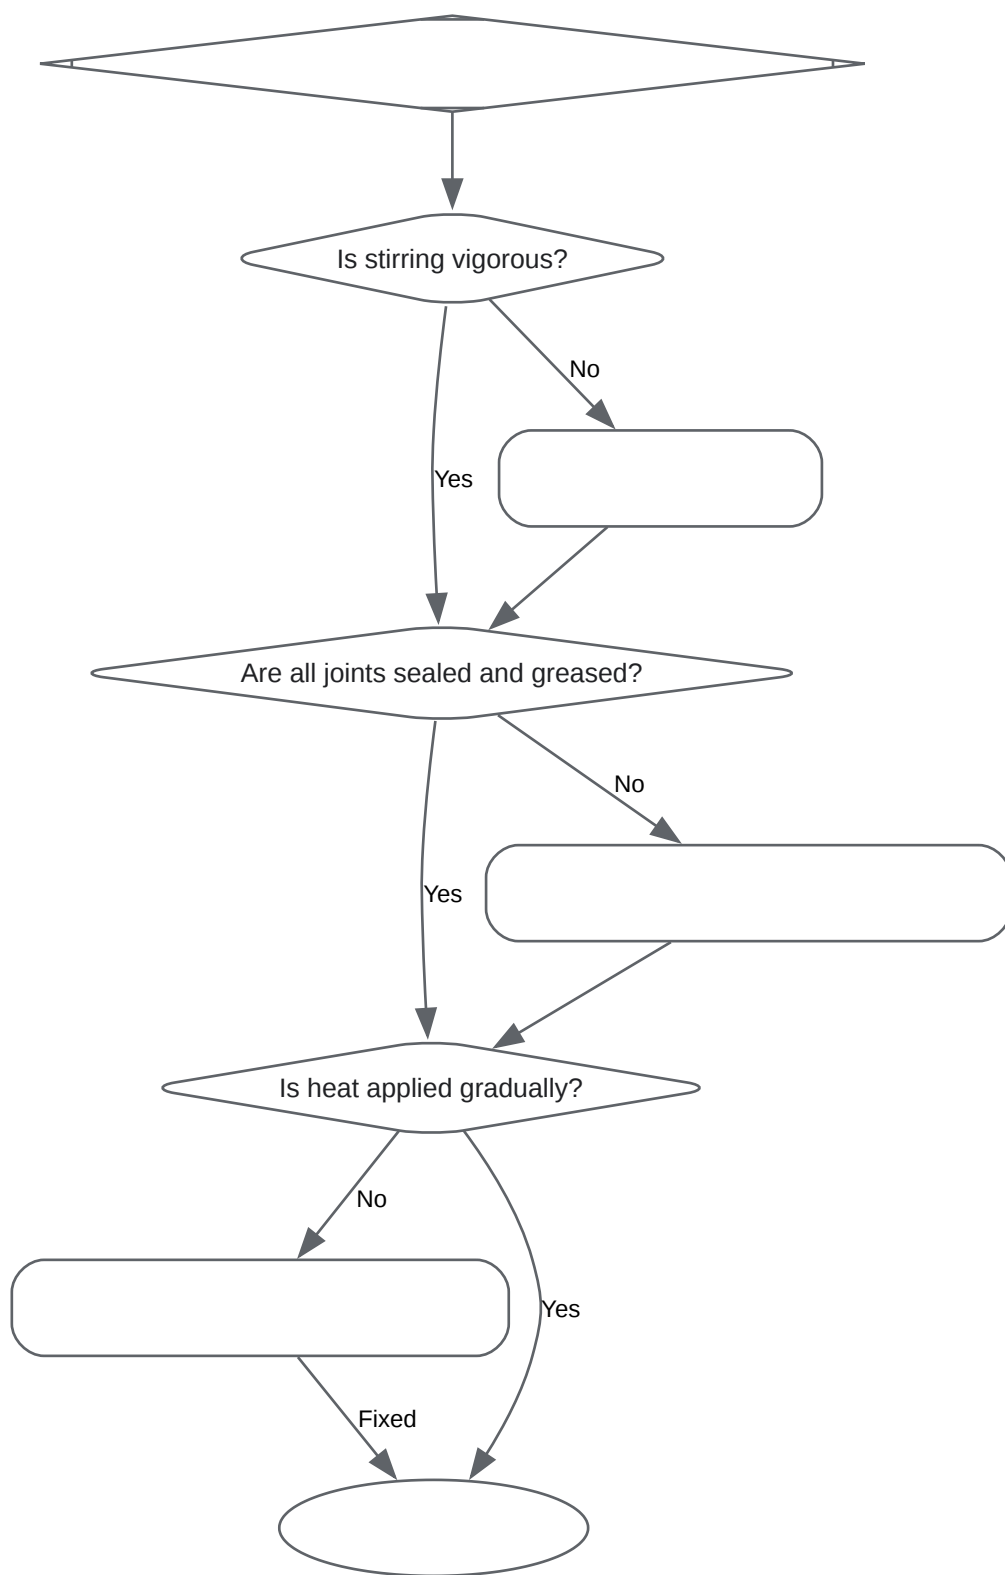 Is stirring vigorous?
No
Yes
Are all joints sealed and greased?
No
Yes
Is heat applied gradually?
No
Yes
Fixed